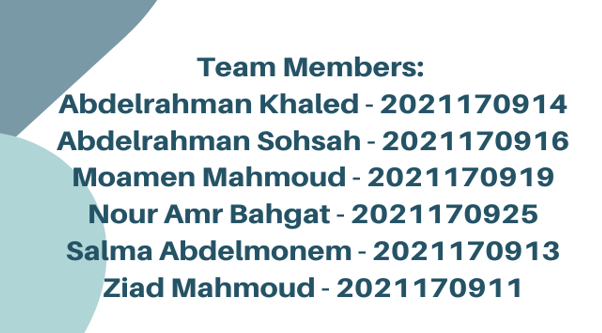 Team Members:
Abdelrahman Khaled - 2021170914
Abdelrahman Sohsah - 2021170916
Moamen Mahmoud - 2021170919
Nour Amr Bahgat - 2021170925
Salma Abdelmonem - 2021170913
Ziad Mahmoud - 2021170911